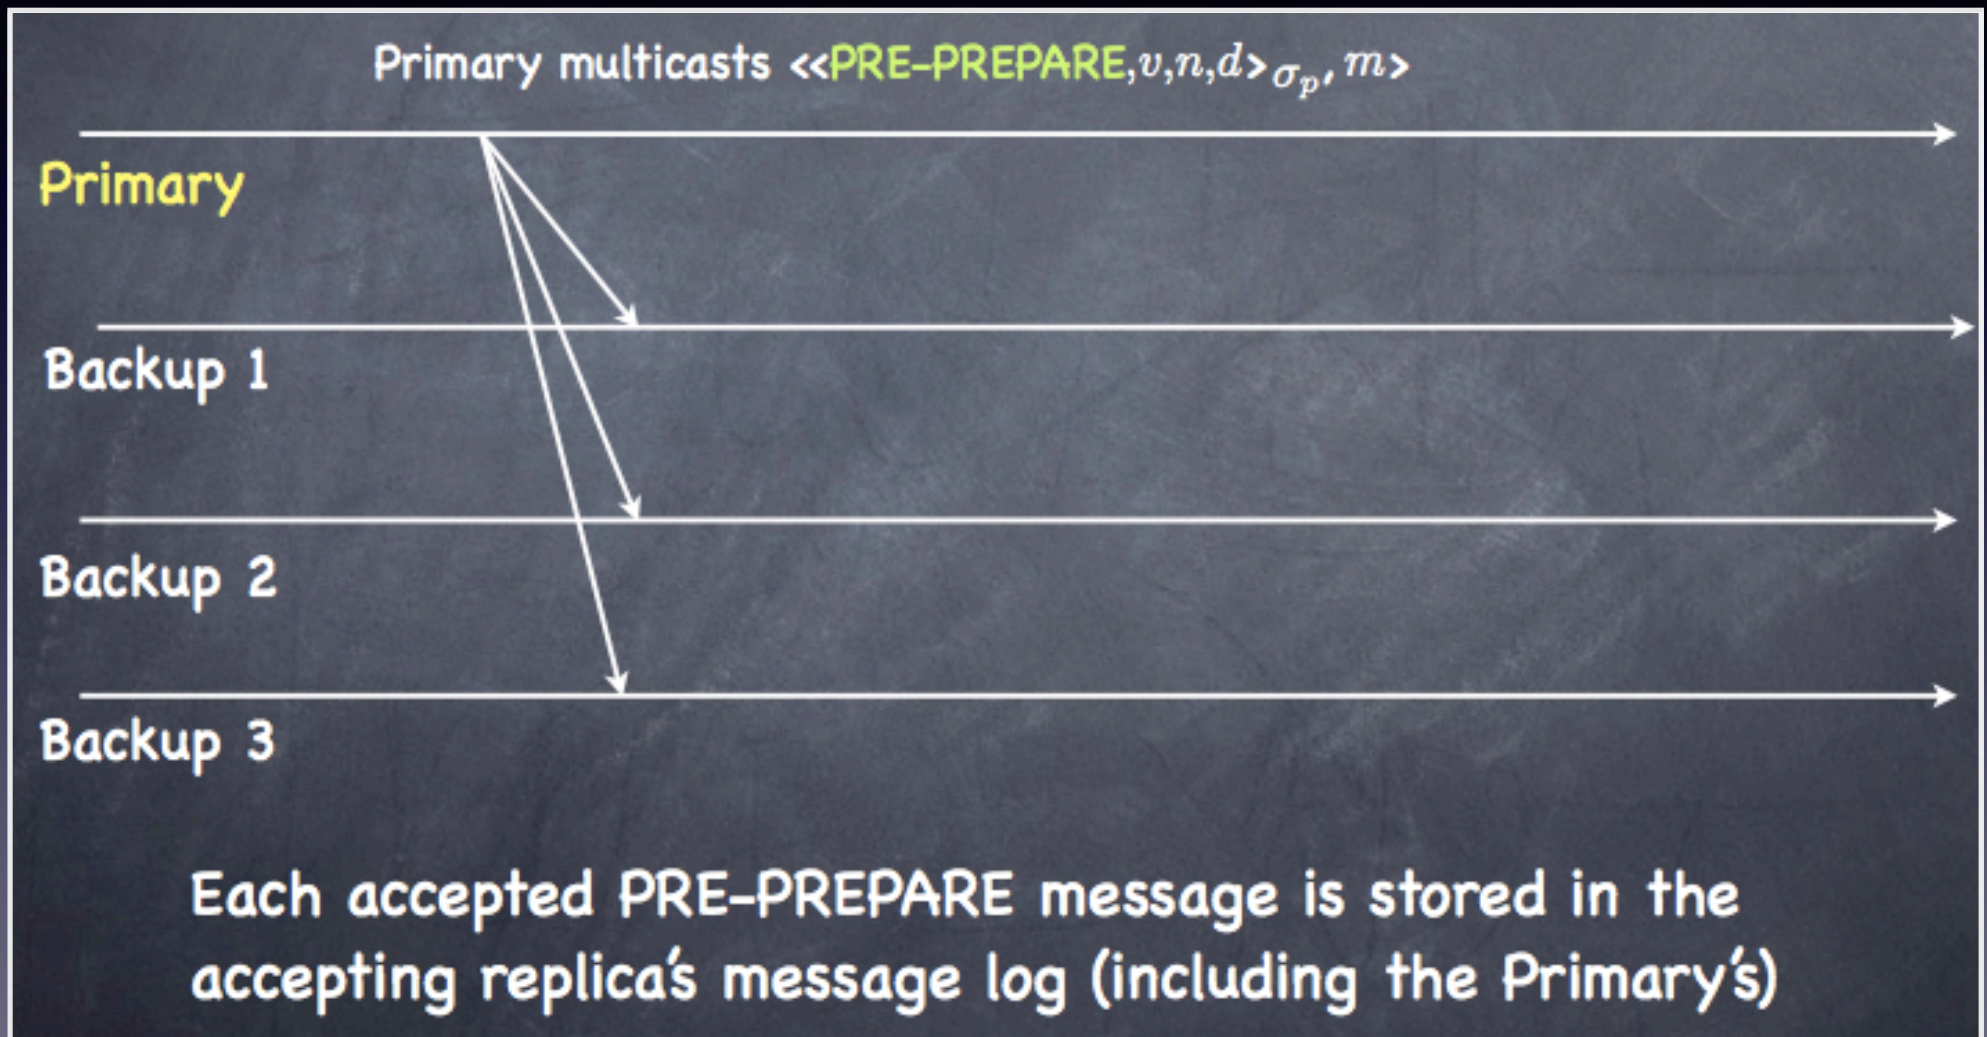 Primary multicasts <<PRE-PREPARE,v,n,d>σₚ, m>
Primary
Backup 1
Backup 2
Backup 3
Each accepted PRE-PREPARE message is stored in the
accepting replica's message log (including the Primary's)